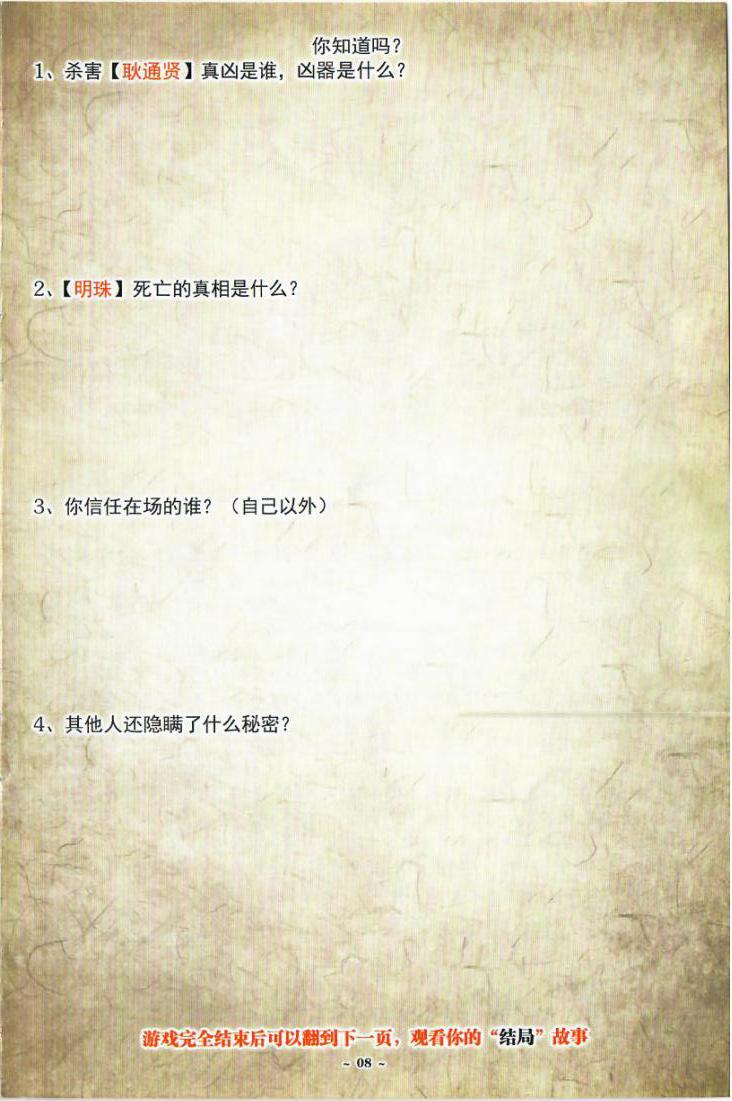 你知道吗？
1、杀害【耿通贤】真凶是谁，凶器是什么？
2、【明珠】死亡的真相是什么？
3、你信任在场的谁？（自己以外）
4、其他人还隐瞒了什么秘密？
游戏完全结束后可以翻到下一页，观看你的“结局”故事
~ 08 ~